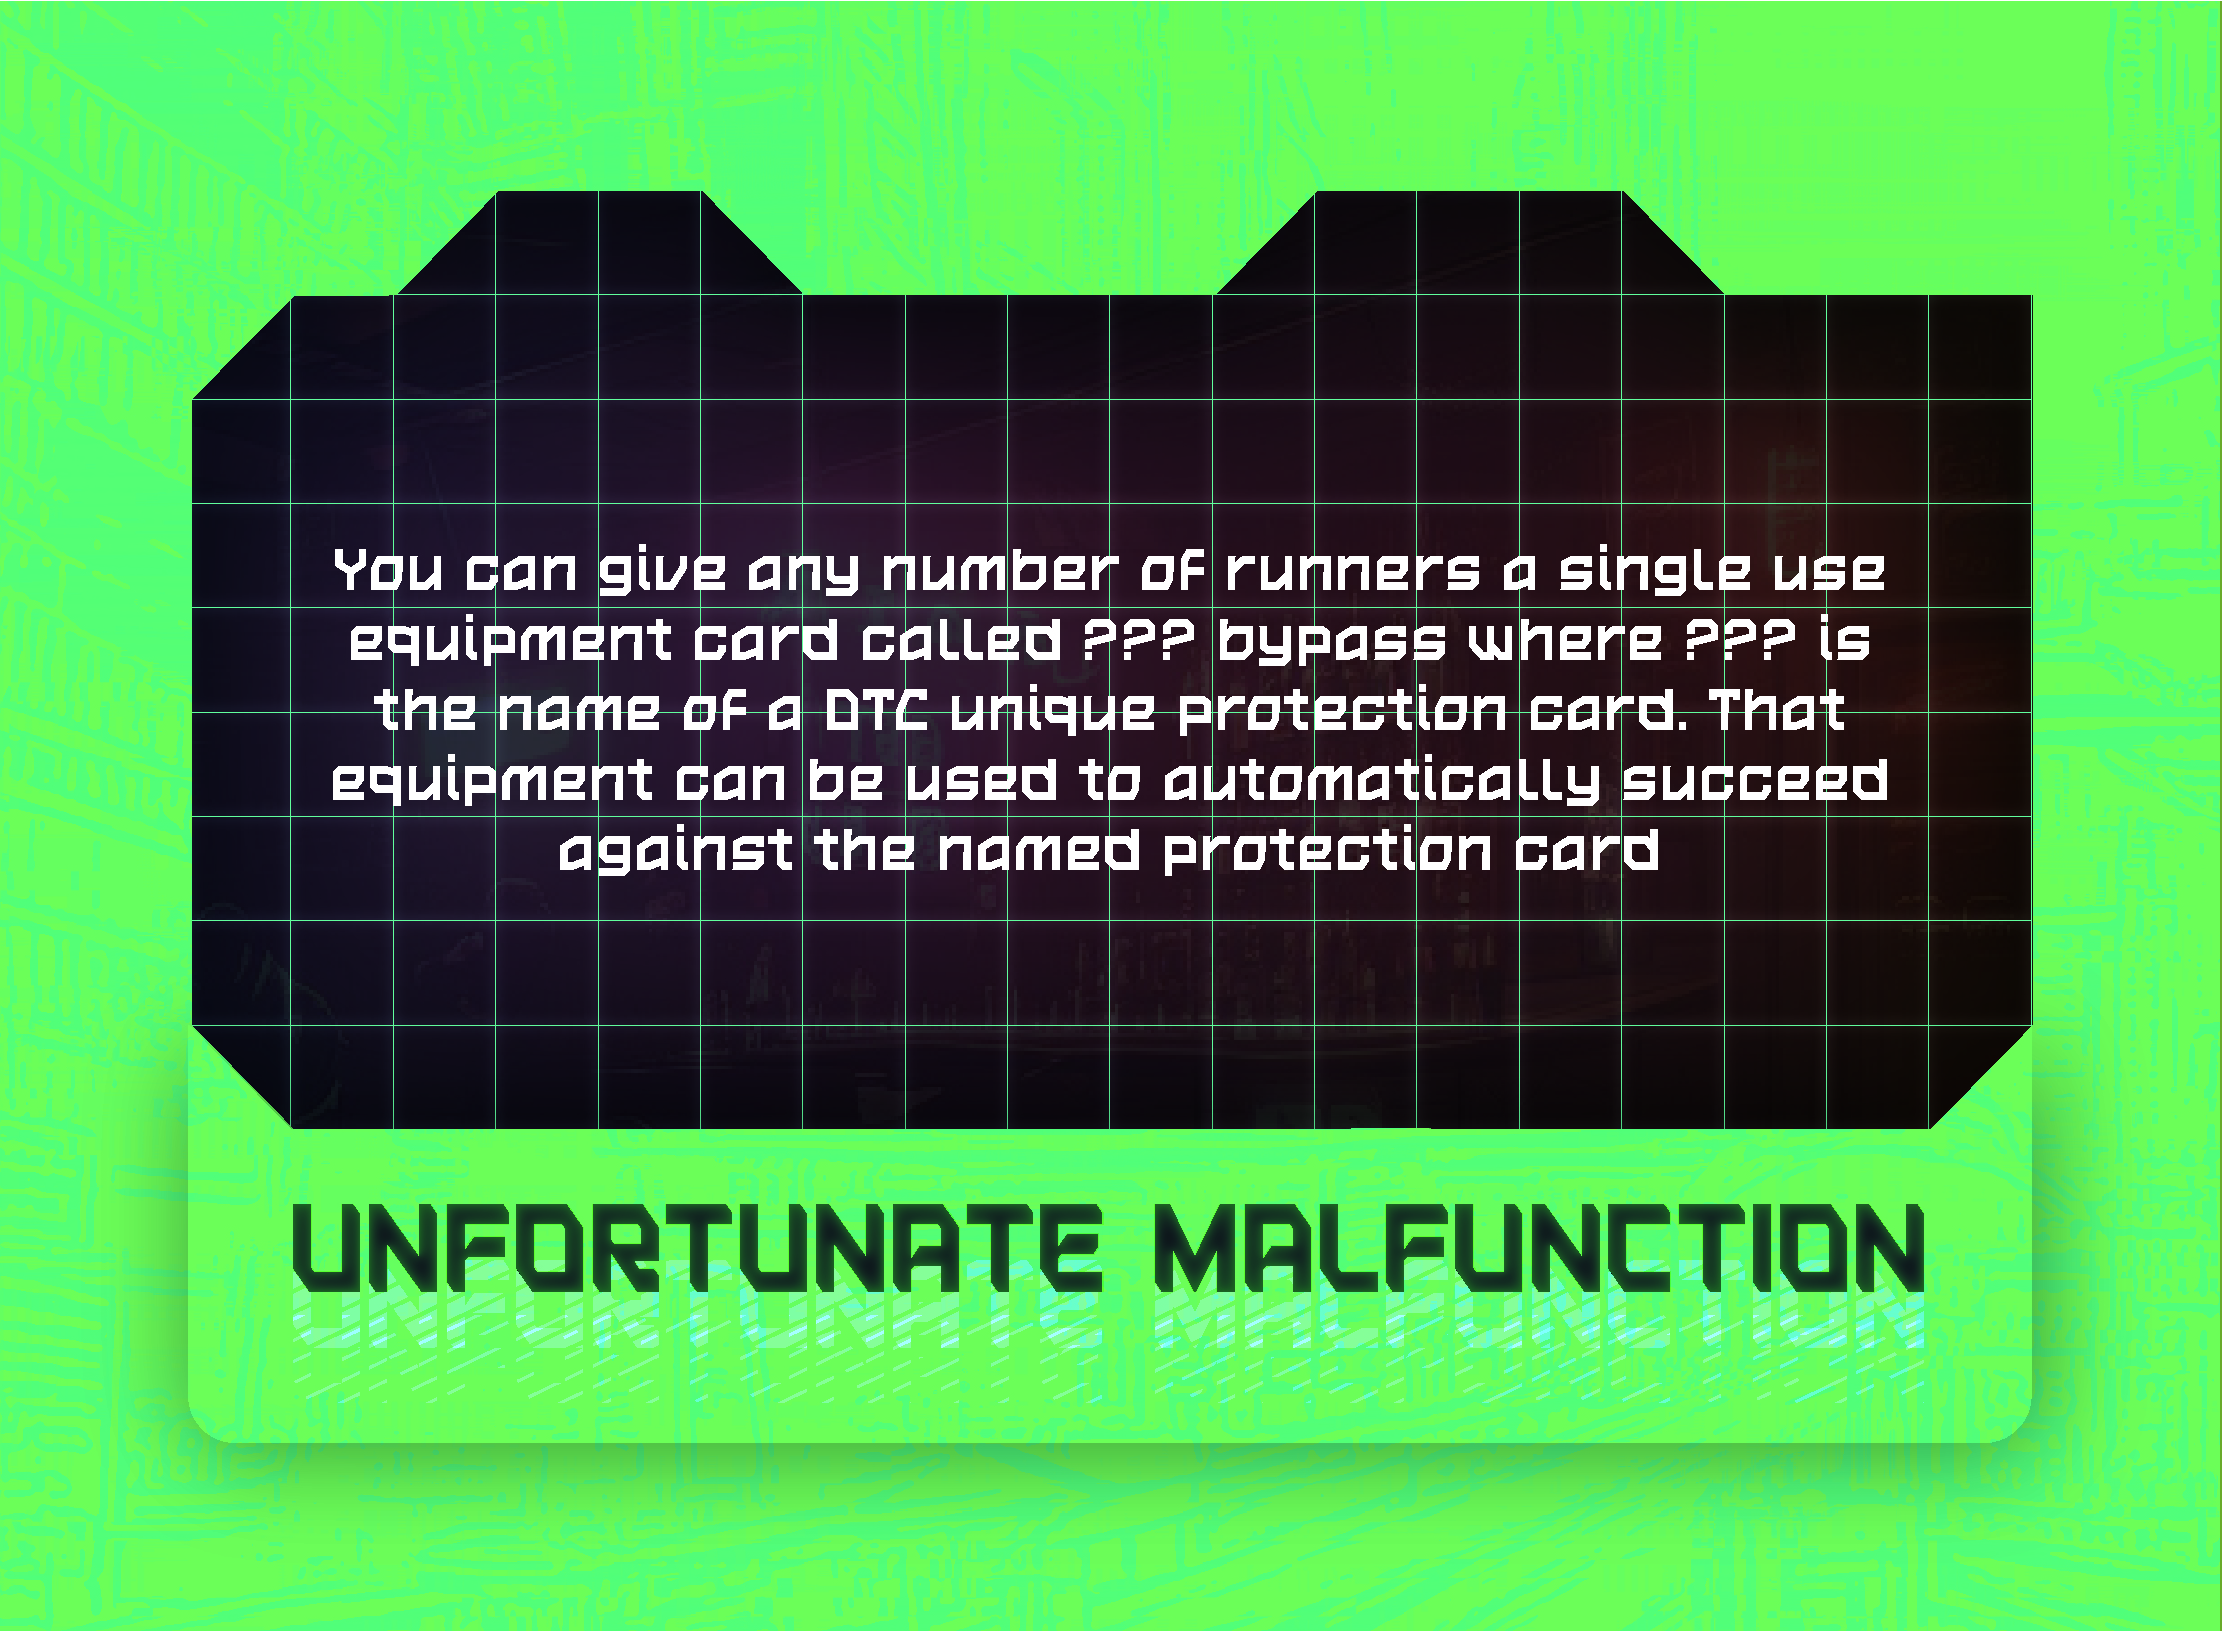 You can give any number of runners a single use
equipment card called ??? bypass where ??? is
the name of a DTC unique protection card. That
equipment can be used to automatically succeed
against the named protection card
UNFORTUNATE MALFUNCTION